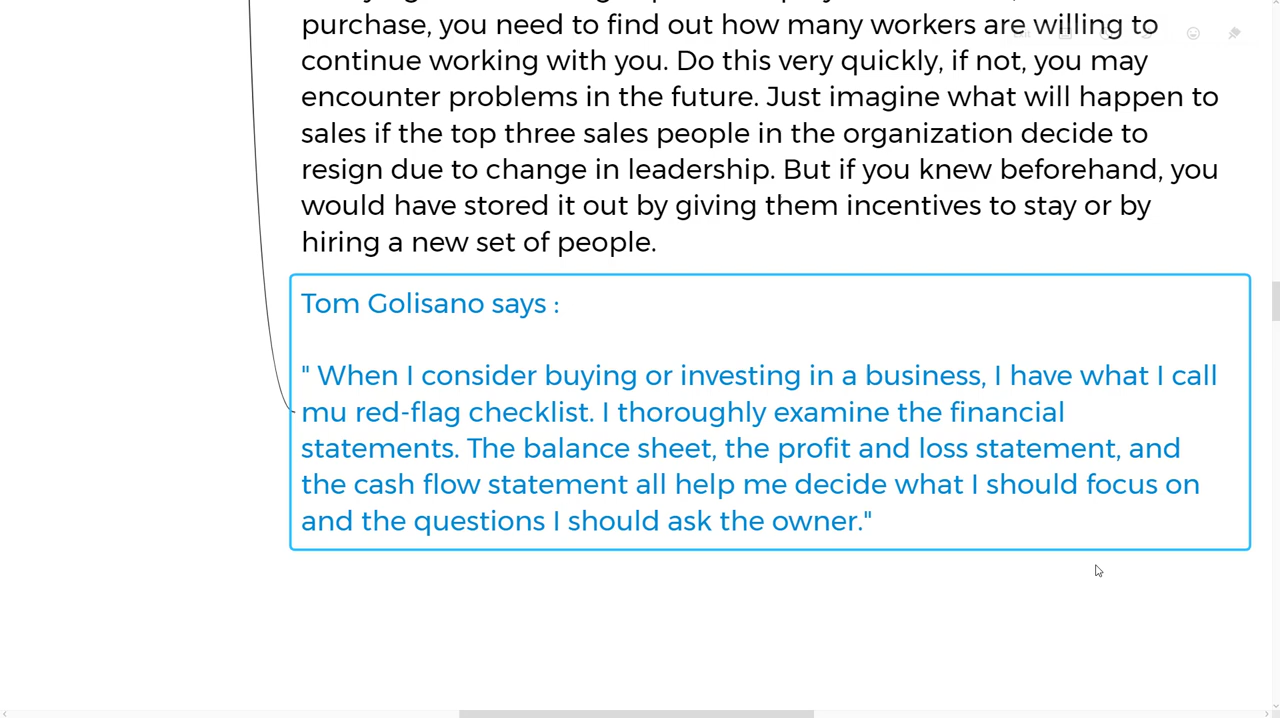 purchase, you need to find out how many workers are willing to
continue working with you. Do this very quickly, if not, you may
encounter problems in the future. Just imagine what will happen to
sales if the top three sales people in the organization decide to
resign due to change in leadership. But if you knew beforehand, you
would have stored it out by giving them incentives to stay or by
hiring a new set of people.
Tom Golisano says :
" When I consider buying or investing in a business, I have what I call
mu red-flag checklist. I thoroughly examine the financial
statements. The balance sheet, the profit and loss statement, and
the cash flow statement all help me decide what I should focus on
and the questions I should ask the owner."